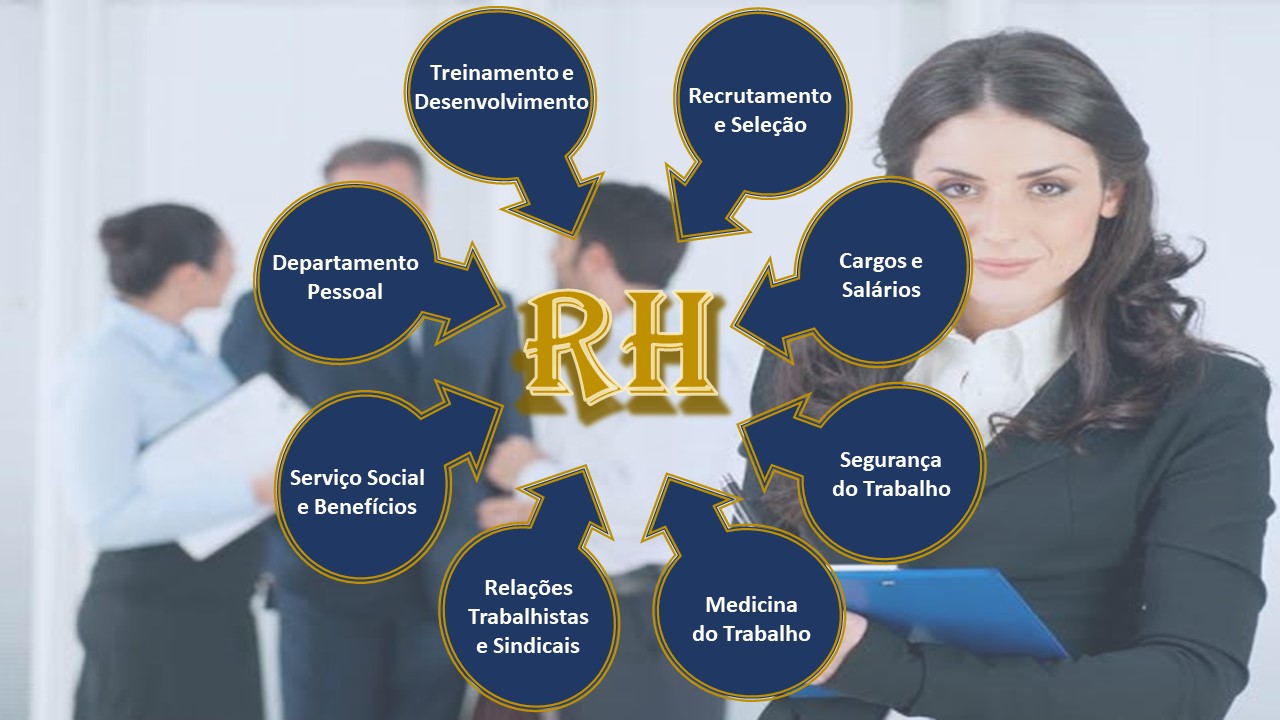 Treinamento e
Desenvolvimento
Recrutamento
e Seleção
Departamento
Pessoal
Cargos e
Salários
RH
Serviço Social
e Benefícios
Segurança
do Trabalho
Relações
Trabalhistas
e Sindicais
Medicina
do Trabalho